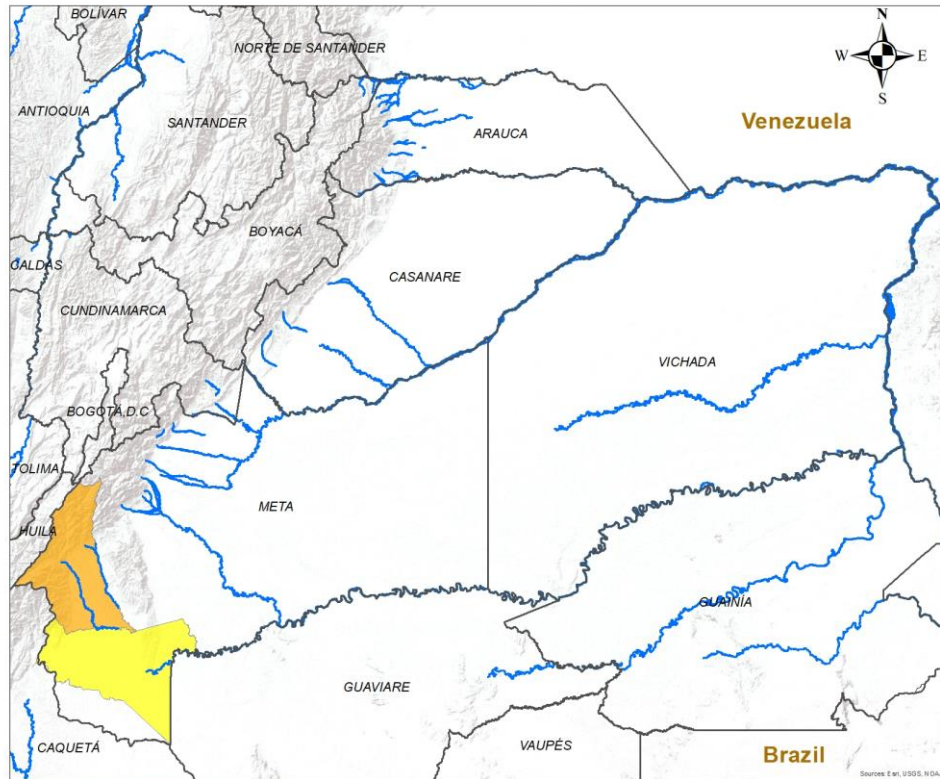 BOLÍVAR
N
NORTE DE SANTANDER
W E
S
ANTIOQUIA
SANTANDER
ARAUCA
Venezuela
BOYACÁ
CALDAS
CASANARE
CUNDINAMARCA
VICHADA
BOGOTÁ,D.C
TOLIMA
META
HUILA
GUAINÍA
GUAVIARE
CAQUETÁ
VAUPÉS
Brazil
Sources: Esri, USGS, NOA